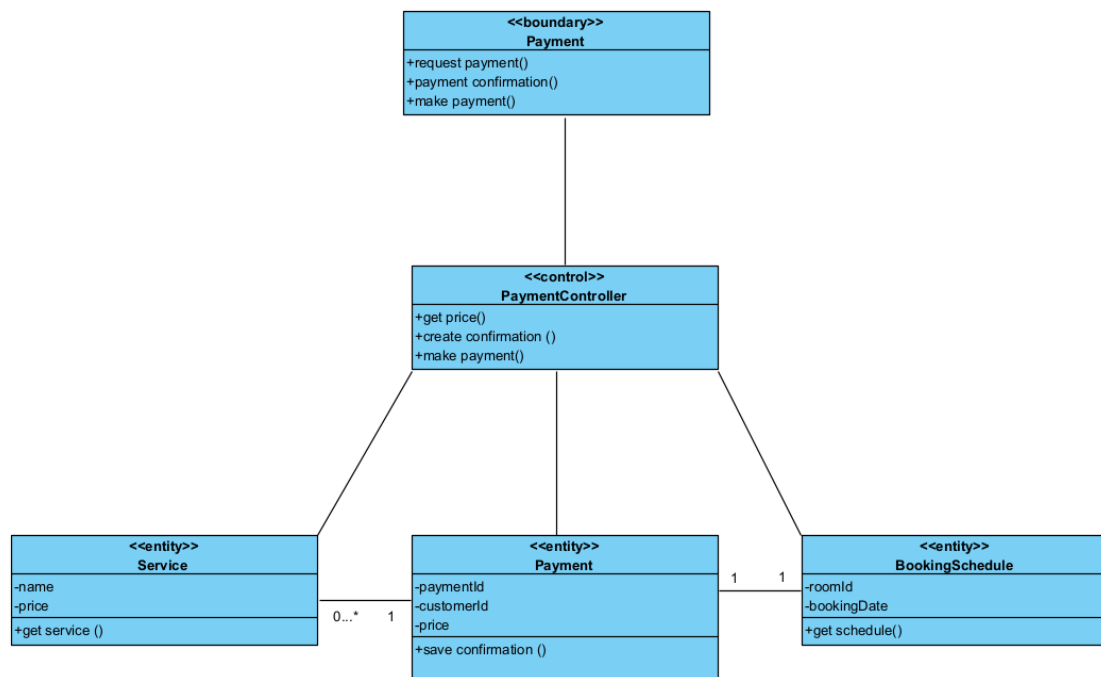 <<boundary>>
Payment
+request payment()
+payment confirmation()
+make payment()
<<control>>
PaymentController
+get price()
+create confirmation ()
+make payment()
<<entity>>
Service
-name
-price
+get service ()
0...* 1
<<entity>>
Payment
-paymentId
-customerId
-price
+save confirmation ()
1 1
<<entity>>
BookingSchedule
-roomId
-bookingDate
+get schedule()